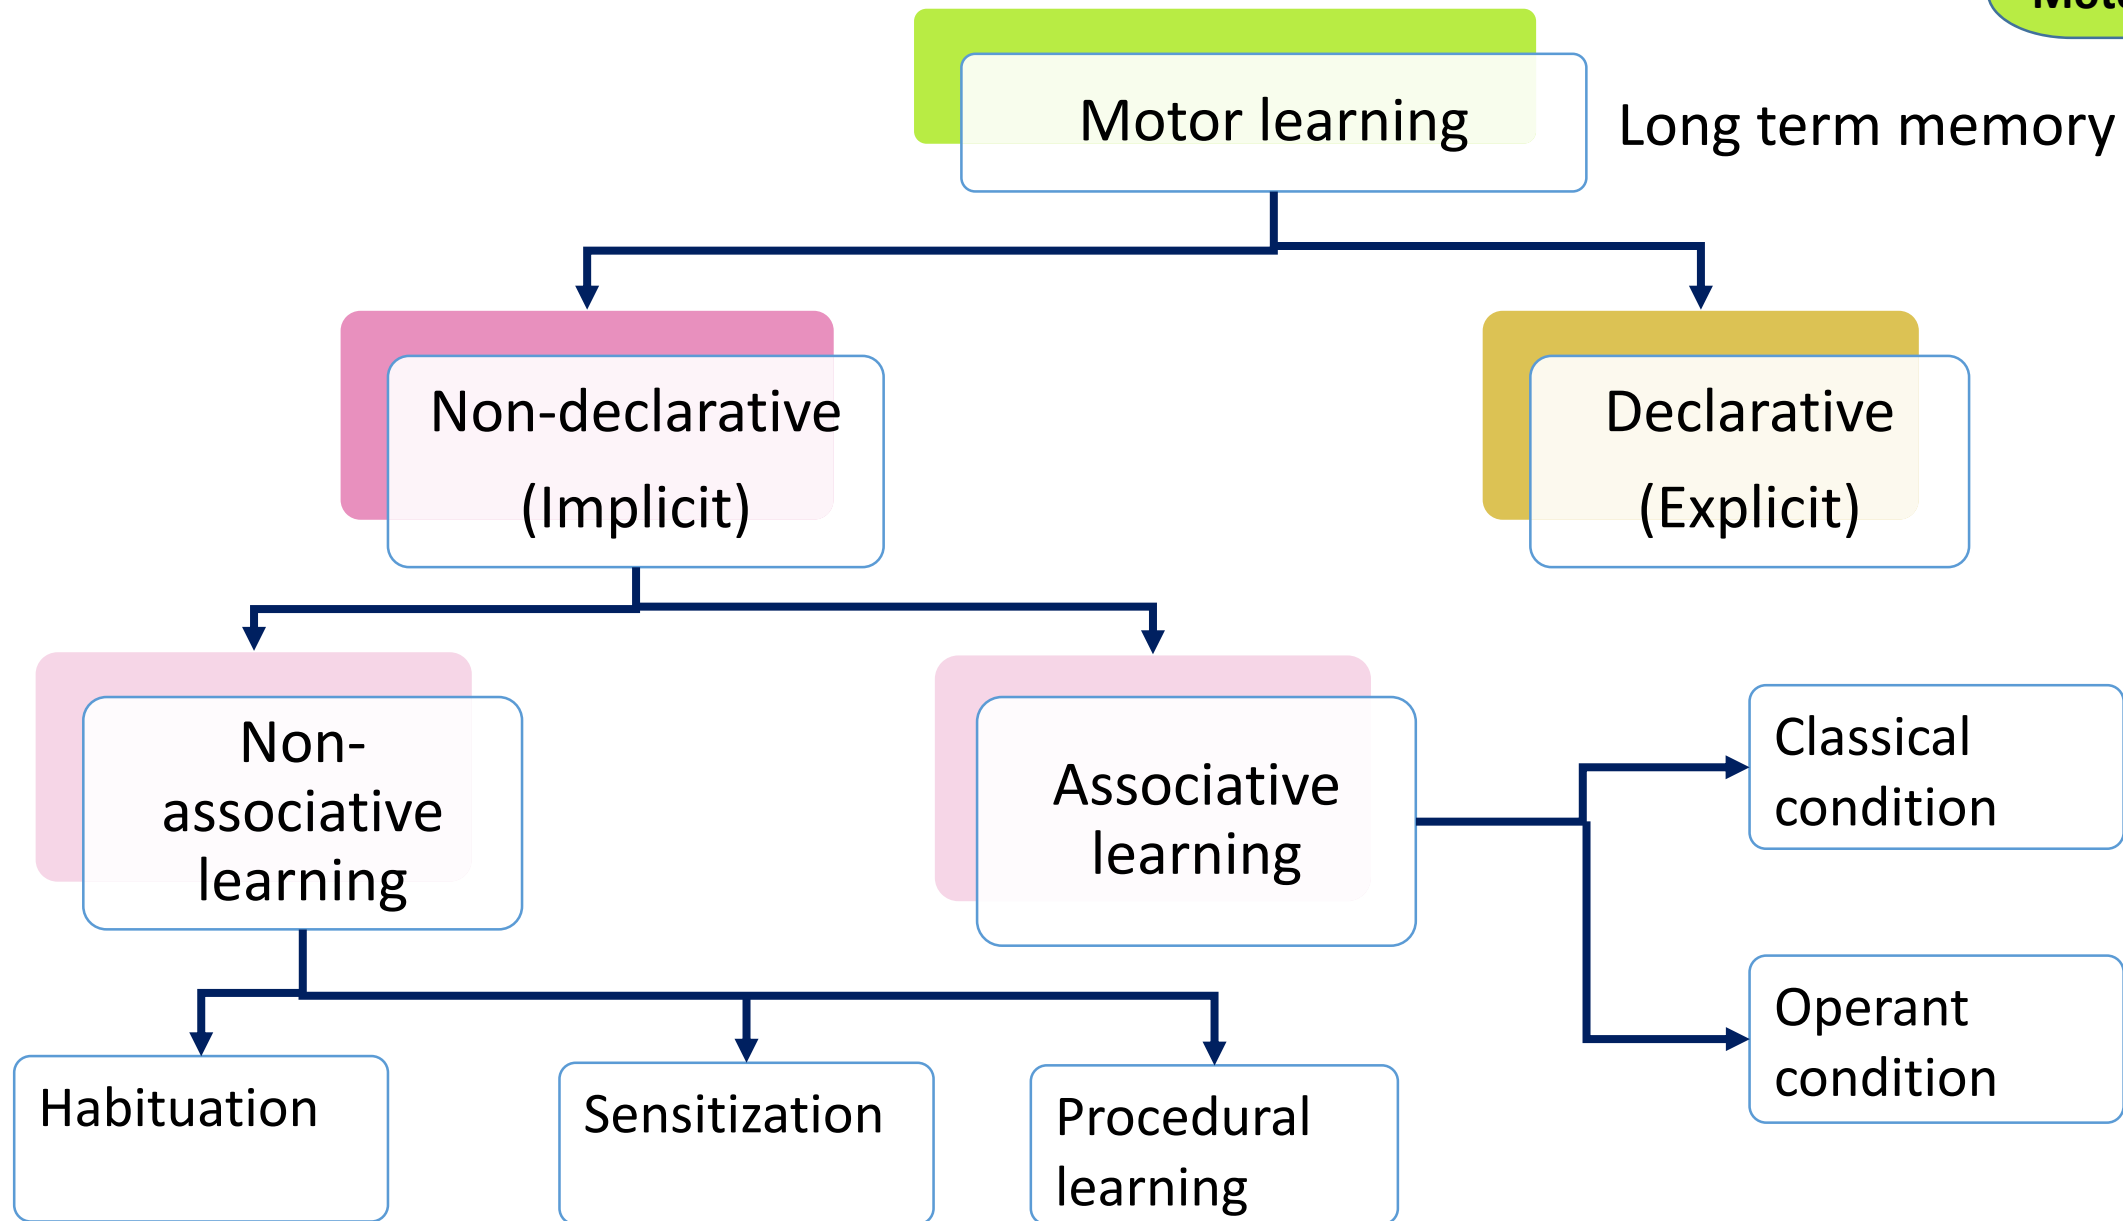 Motor learning
Long term memory
Non-declarative
(Implicit)
Declarative
(Explicit)
Non-
associative
learning
Associative
learning
Classical
condition
Operant
condition
Habituation
Sensitization
Procedural
learning